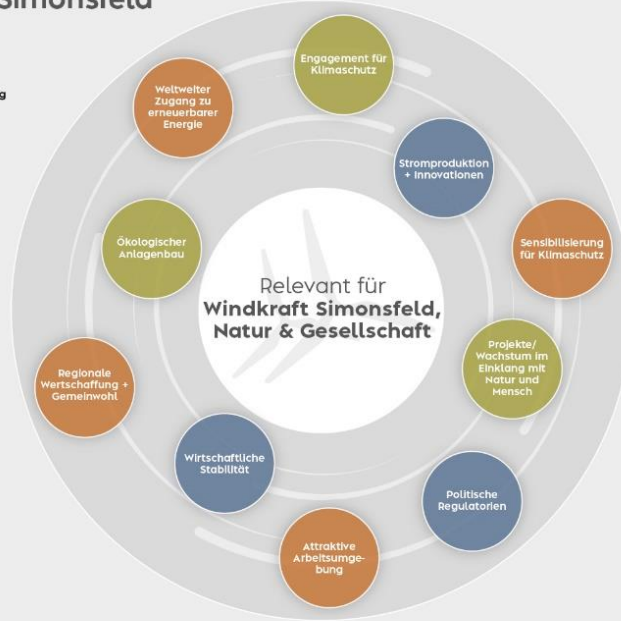 Simonsfeld
g
Engagement für
Klimaschutz
Weltweiter
Zugang zu
erneuerbarer
Energie
Stromproduktion
+ Innovationen
Ökologischer
Anlagenbau
Sensibilisierung
für Klimaschutz
Relevant für
Windkraft Simonsfeld,
Natur & Gesellschaft
Projekte/
Wachstum im
Einklang mit
Natur und
Mensch
Regionale
Wertschaffung +
Gemeinwohl
Wirtschaftliche
Stabilität
Politische
Regulatorien
Attraktive
Arbeitsumge-
bung